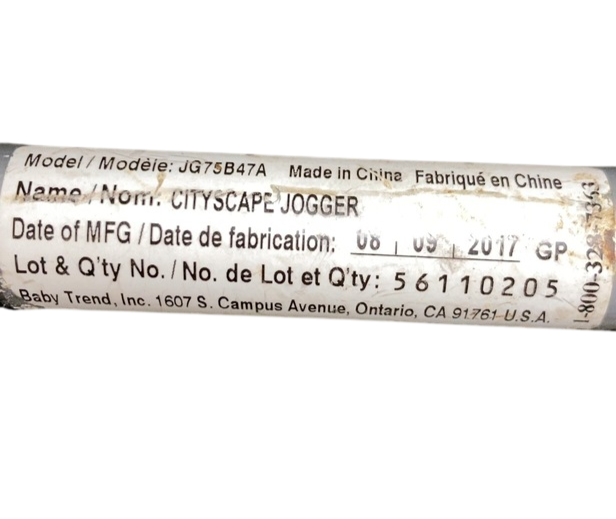 Model / Modèie: JG75B47A Made in China Fabriqué en Chine
Name / Nom: CITYSCAPE JOGGER
Date of MFG / Date de fabrication: 08 | 09 | 2017 GP
Lot & Q'ty No. / No. de Lot et Q'ty: 56110205
Baby Trend, Inc. 1607 S. Campus Avenue, Ontario, CA 91761 U.S.A.